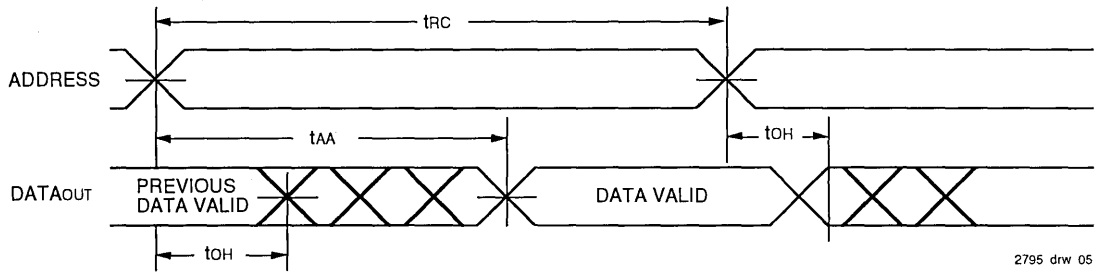 tRC
ADDRESS
tAA
tOH
DATAOUT
PREVIOUS
DATA VALID
DATA VALID
tOH
2795 drw 05